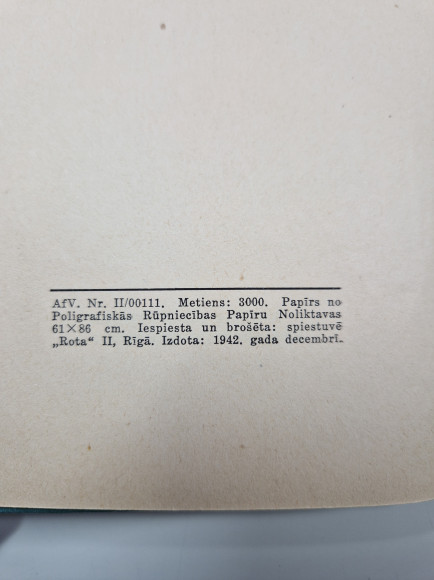 AfV. Nr. II/00111. Metiens: 3000. Papīrs no
Poligrafiskās Rūpniecības Papīru Noliktavas
61×86 cm. Iespiesta un brošēta: spiestuvē
„Rota“ II, Rīgā. Izdota: 1942. gada decembrī.